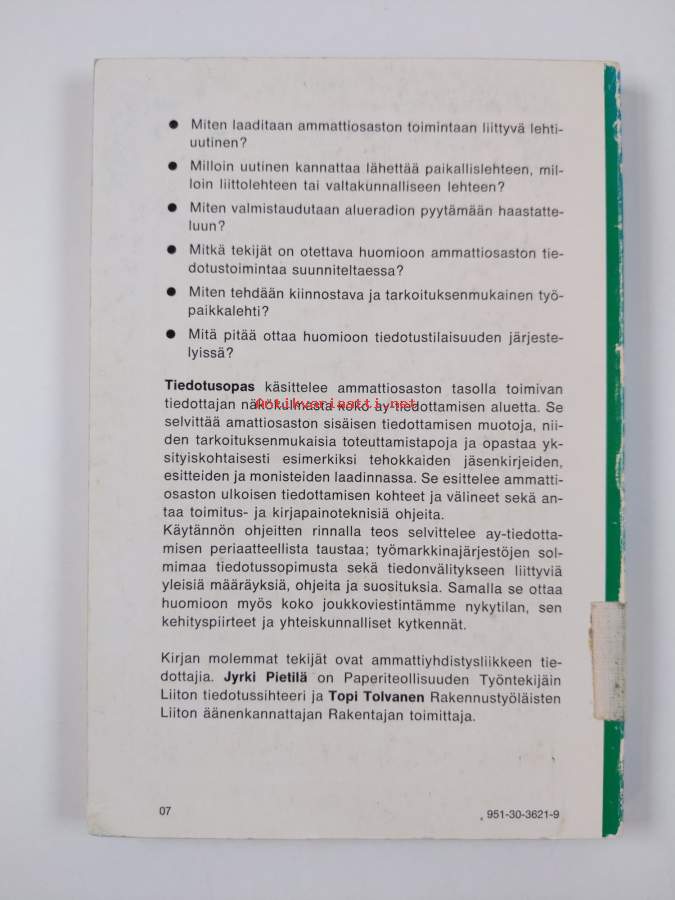 ● Miten laaditaan ammattiosaston toimintaan liittyvä lehti-
uutinen?
● Milloin uutinen kannattaa lähettää paikallislehteen, mil-
loin liittolehteen tai valtakunnalliseen lehteen?
● Miten valmistaudutaan alueradion pyytämään haastatte-
luun?
● Mitkä tekijät on otettava huomioon ammattiosaston tie-
dotustoimintaa suunniteltaessa?
● Miten tehdään kiinnostava ja tarkoituksenmukainen työ-
paikkalehti?
● Mitä pitää ottaa huomioon tiedotustilaisuuden järjeste-
lyissä?
Tiedotusopas käsittelee ammattiosaston tasolla toimivan
tiedottajan näkökulmasta koko ay-tiedottamisen aluetta. Se
Antikvariaatti.net
selvittää amattiosaston sisäisen tiedottamisen muotoja, nii-
den tarkoituksenmukaisia toteuttamistapoja ja opastaa yk-
sityiskohtaisesti esimerkiksi tehokkaiden jäsenkirjeiden,
esitteiden ja monisteiden laadinnassa. Se esittelee ammatti-
osaston ulkoisen tiedottamisen kohteet ja välineet sekä an-
taa toimitus- ja kirjapainoteknisiä ohjeita.
Käytännön ohjeitten rinnalla teos selvittelee ay-tiedotta-
misen periaatteellista taustaa; työmarkkinajärjestöjen sol-
mimaa tiedotussopimusta sekä tiedonvälitykseen liittyviä
yleisiä määräyksiä, ohjeita ja suosituksia. Samalla se ottaa
huomioon myös koko joukkoviestintämme nykytilan, sen
kehityspiirteet ja yhteiskunnalliset kytkennät.
Kirjan molemmat tekijät ovat ammattiyhdistysliikkeen tie-
dottajia. Jyrki Pietilä on Paperiteollisuuden Työntekijäin
Liiton tiedotussihteeri ja Topi Tolvanen Rakennustyöläisten
Liiton äänenkannattajan Rakentajan toimittaja.
07
951-30-3621-9